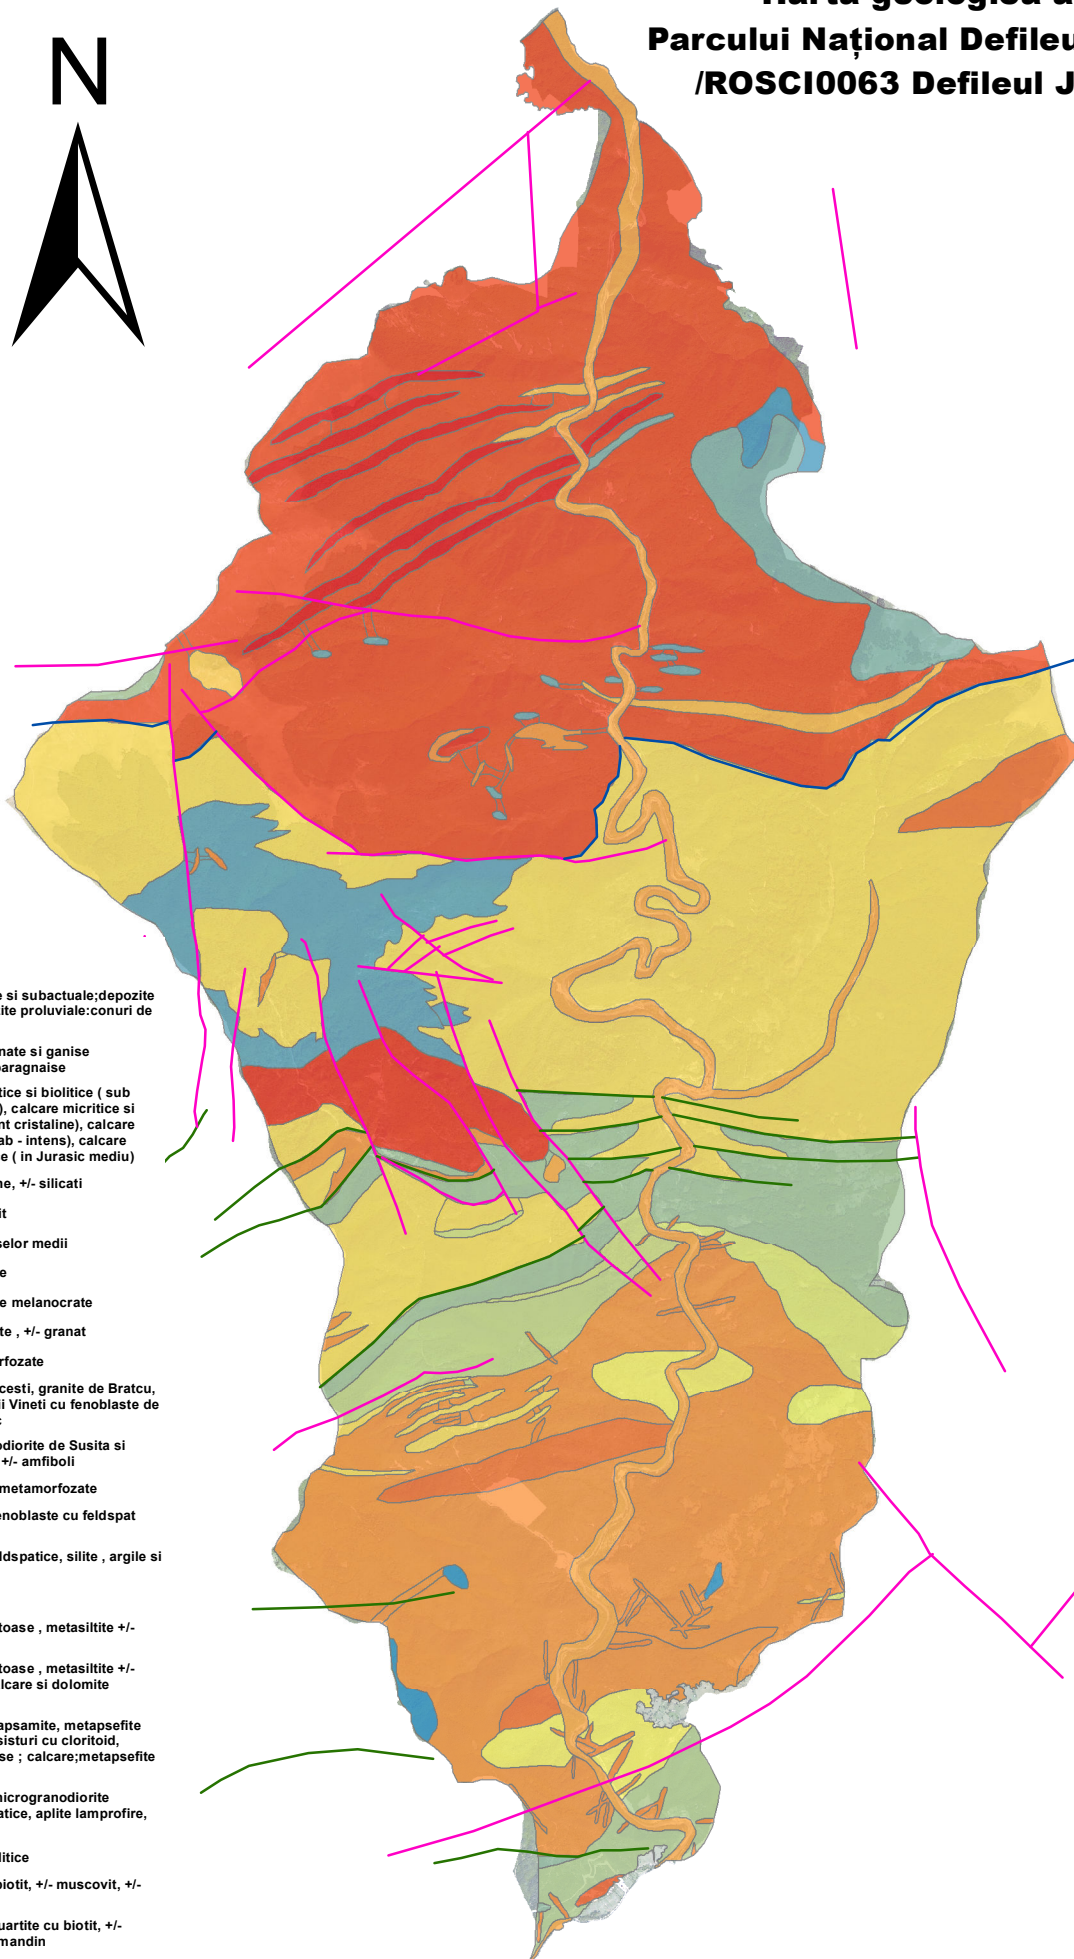 Parcului Național Defileu
/ROSCI0063 Defileul J
N
e si subactuale;depozite
ite proluviale:conuri de
nate si ganise
paragnaise
tice si biolitice ( sub
), calcare micritice si
nt cristaline), calcare
ab - intens), calcare
e ( in Jurasic mediu)
ne, +/- silicati
it
selor medii
e
e melanocrate
te , +/- granat
rfozate
cesti, granite de Bratcu,
ii Vineti cu fenoblaste de
odiorite de Susita si
+/- amfiboli
metamorfozate
enoblaste cu feldspat
ldspatice, silite , argile si
toase , metasiltite +/-
toase , metasiltite +/-
lcare si dolomite
apsamite, metapsefite
sisturi cu cloritoid,
se ; calcare;metapsefite
nicrogranodiorite
atice, aplite lamprofire,
litice
biotit, +/- muscovit, +/-
uartite cu biotit, +/-
mandin